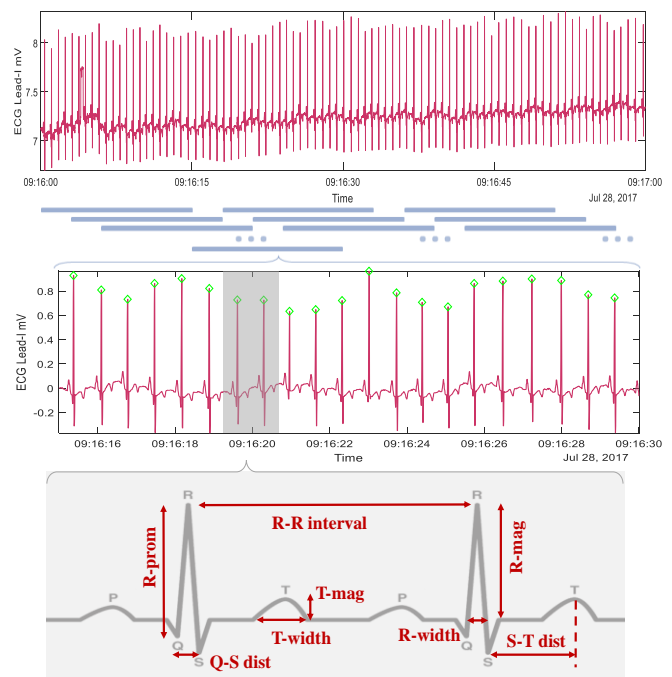 ECG Lead-I mV
8
7.5
7
09:16:00 09:16:15 09:16:30 09:16:45 09:17:00
Time
Jul 28, 2017
ECG Lead-I mV
0.8
0.6
0.4
0.2
0
-0.2
09:16:16 09:16:18 09:16:20 09:16:22 09:16:24 09:16:26 09:16:28 09:16:30
Time
Jul 28, 2017
R R
R-R interval
R-prom
R-mag
P T T-mag P T
T-width R-width S-T dist
Q Q
S S
Q-S dist